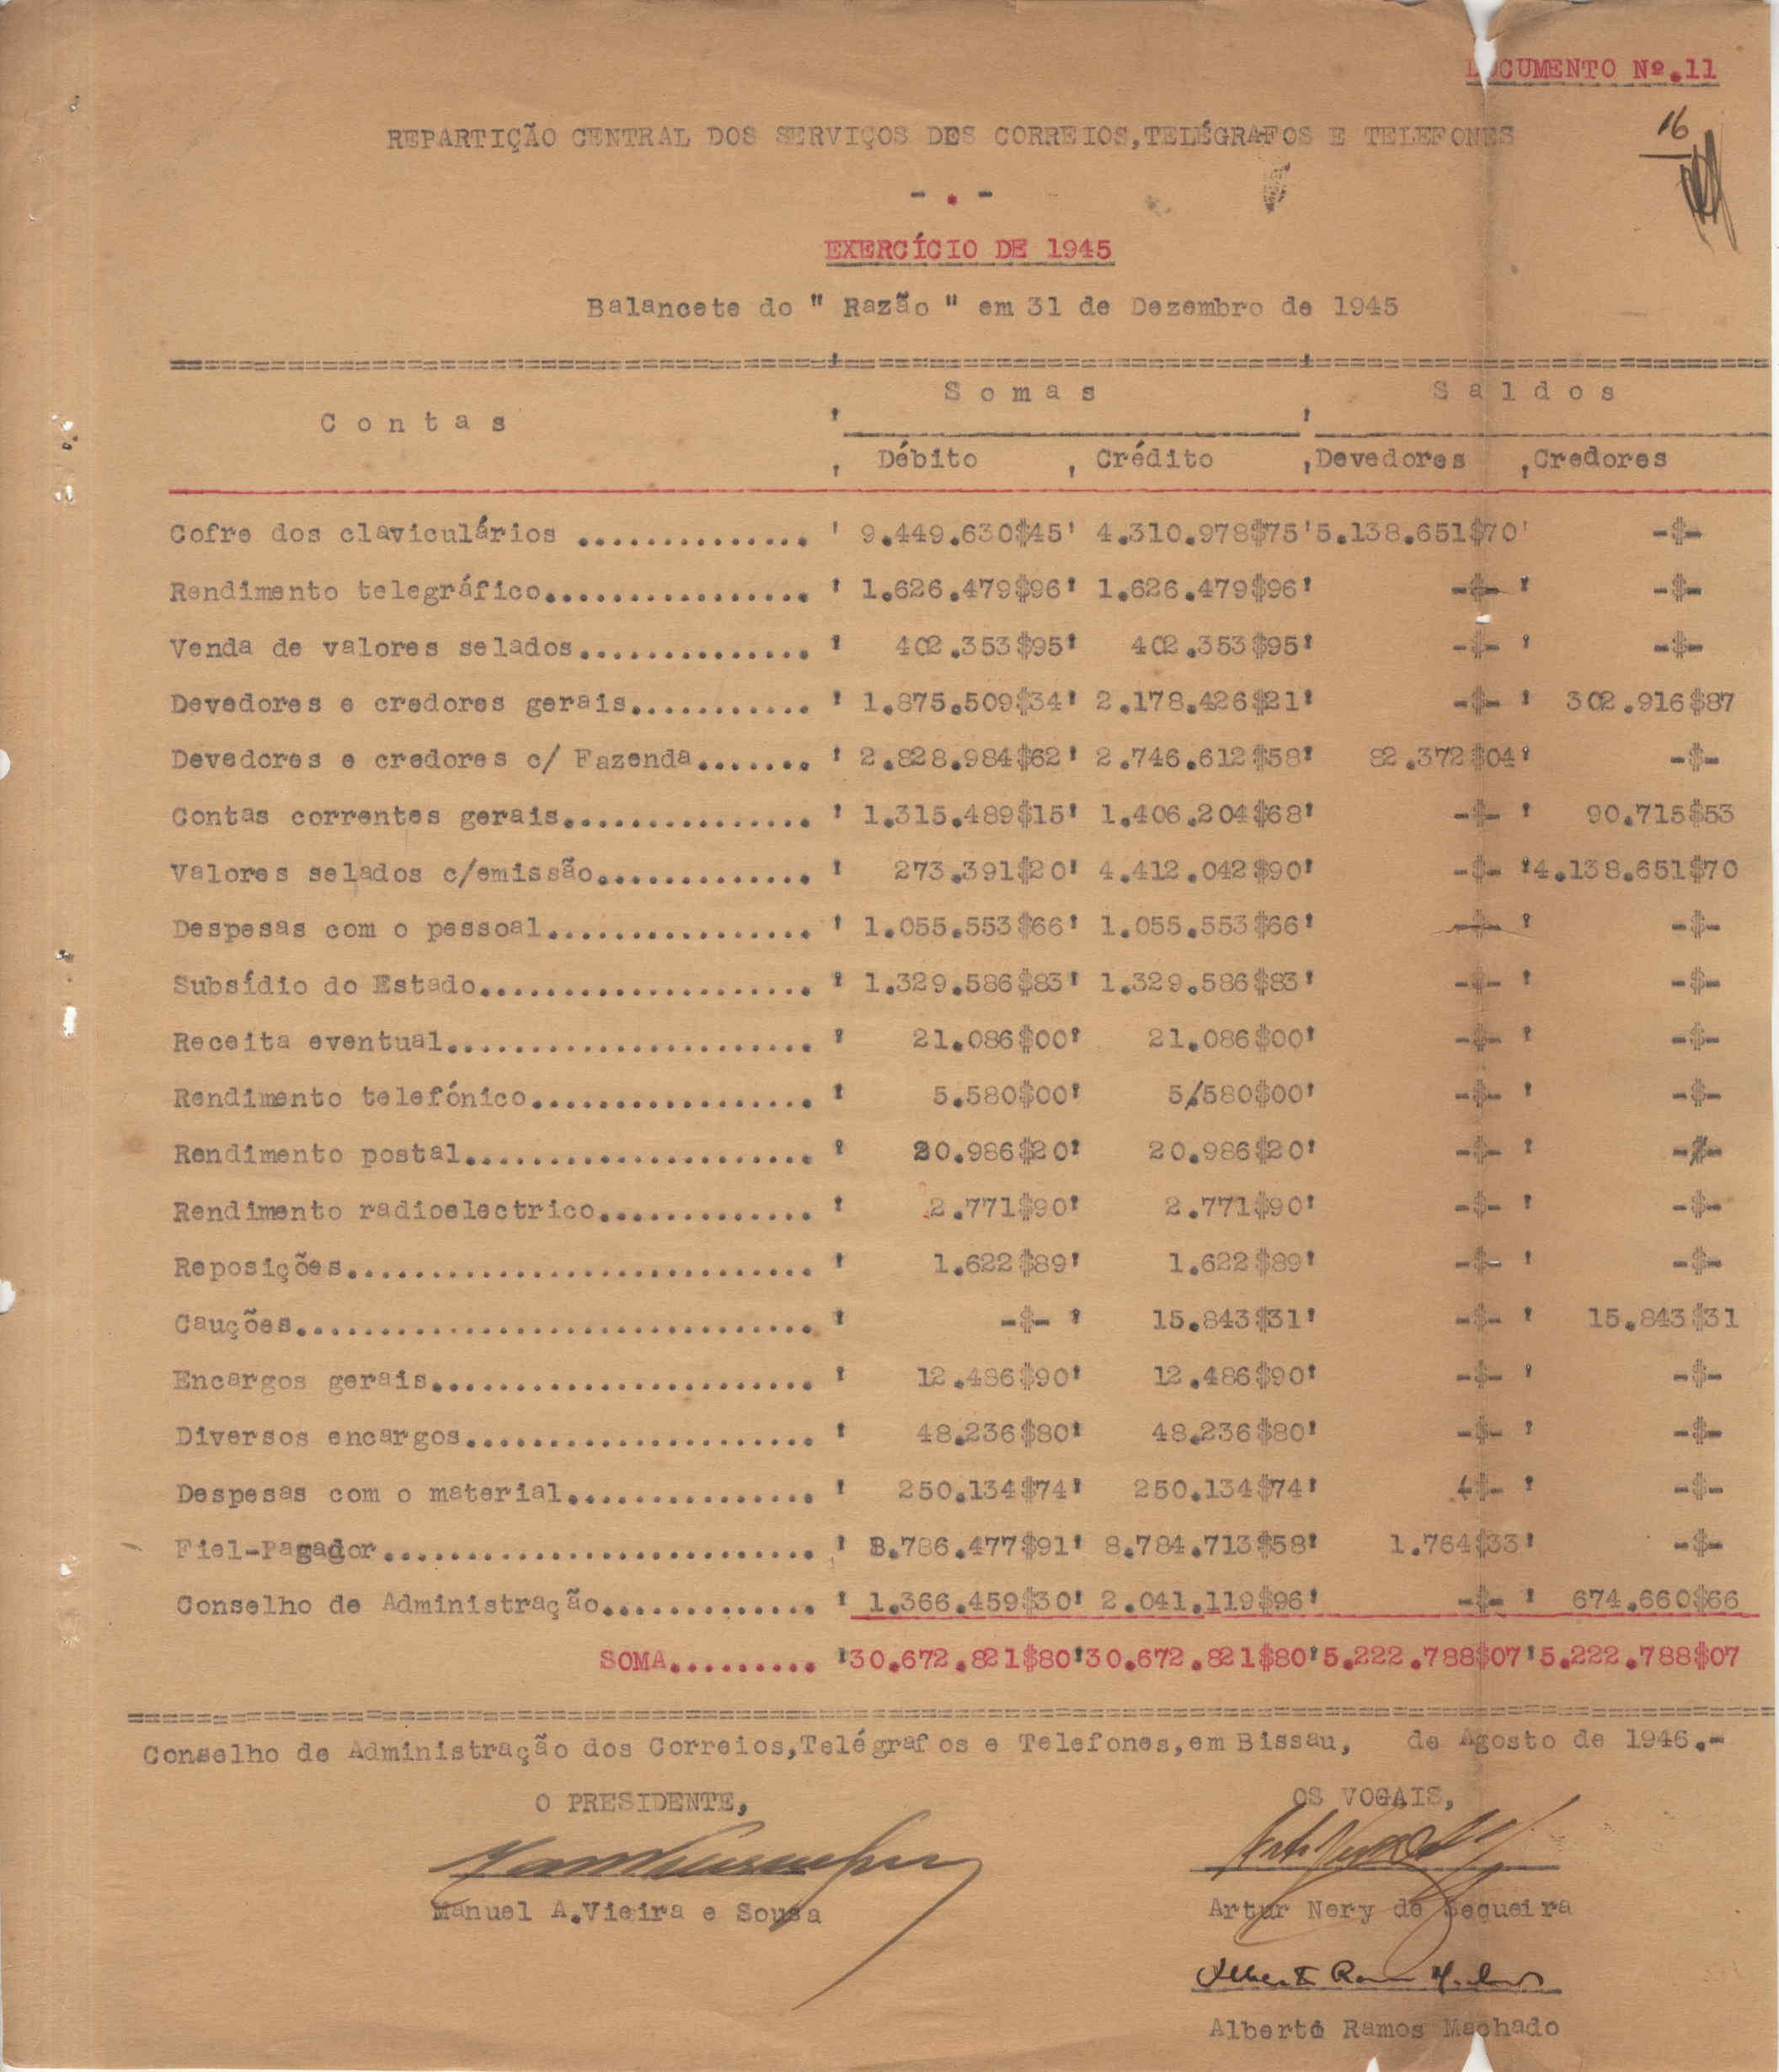 DOCUMENTO Nº.11
16
REPARTIÇÃO CENTRAL DOS SERVIÇOS DES CORREIOS,TELÉGRAFOS E TELEFONES
- . -
EXERCÍCIO DE 1945
Balancete do " Razão " em 31 de Dezembro de 1945
Contas Somas Saldos
Débito Crédito Devedores Credores
Cofre dos claviculários .............. 9.449.630$45 4.310.978$75 5.138.651$70 -$-
Rendimento telegráfico................ 1.626.479$96 1.626.479$96 -$- -$-
Venda de valores selados.............. 402.353$95 402.353$95 -$- -$-
Devedores e credores gerais........... 1.875.509$34 2.178.426$21 -$- 302.916$87
Devedores e credores c/ Fazenda....... 2.828.984$62 2.746.612$58 82.372$04 -$-
Contas correntes gerais............... 1.315.489$15 1.406.204$68 -$- 90.715$53
Valores selados c/emissão............. 273.391$20 4.412.042$90 -$- 4.138.651$70
Despesas com o pessoal................ 1.055.553$66 1.055.553$66 -$- -$-
Subsídio do Estado.................... 1.329.586$83 1.329.586$83 -$- -$-
Receita eventual...................... 21.086$00 21.086$00 -$- -$-
Rendimento telefónico................. 5.580$00 5/580$00 -$- -$-
Rendimento postal..................... 20.986$20 20.986$20 -$- -$-
Rendimento radioelectrico............. 2.771$90 2.771$90 -$- -$-
Reposições............................ 1.622$89 1.622$89 -$- -$-
Cauções............................... -$- 15.843$31 -$- 15.843$31
Encargos gerais....................... 12.486$90 12.486$90 -$- -$-
Diversos encargos..................... 48.236$80 48.236$80 -$- -$-
Despesas com o material............... 250.134$74 250.134$74 -$- -$-
Fiel-Pagador.......................... 8.786.477$91 8.784.713$58 1.764$33 -$-
Conselho de Administração............. 1.366.459$30 2.041.119$96 -$- 674.660$66
SOMA......... 30.672.821$80 30.672.821$80 5.222.788$07 5.222.788$07
Conselho de Administração dos Correios,Telégrafos e Telefones,em Bissau, de Agosto de 1946.-
O PRESIDENTE, OS VOGAIS,
Manuel A.Vieira e Sousa Artur Nery de Sequeira
Alberto Ramos Machado
Alberto Ramos Machado